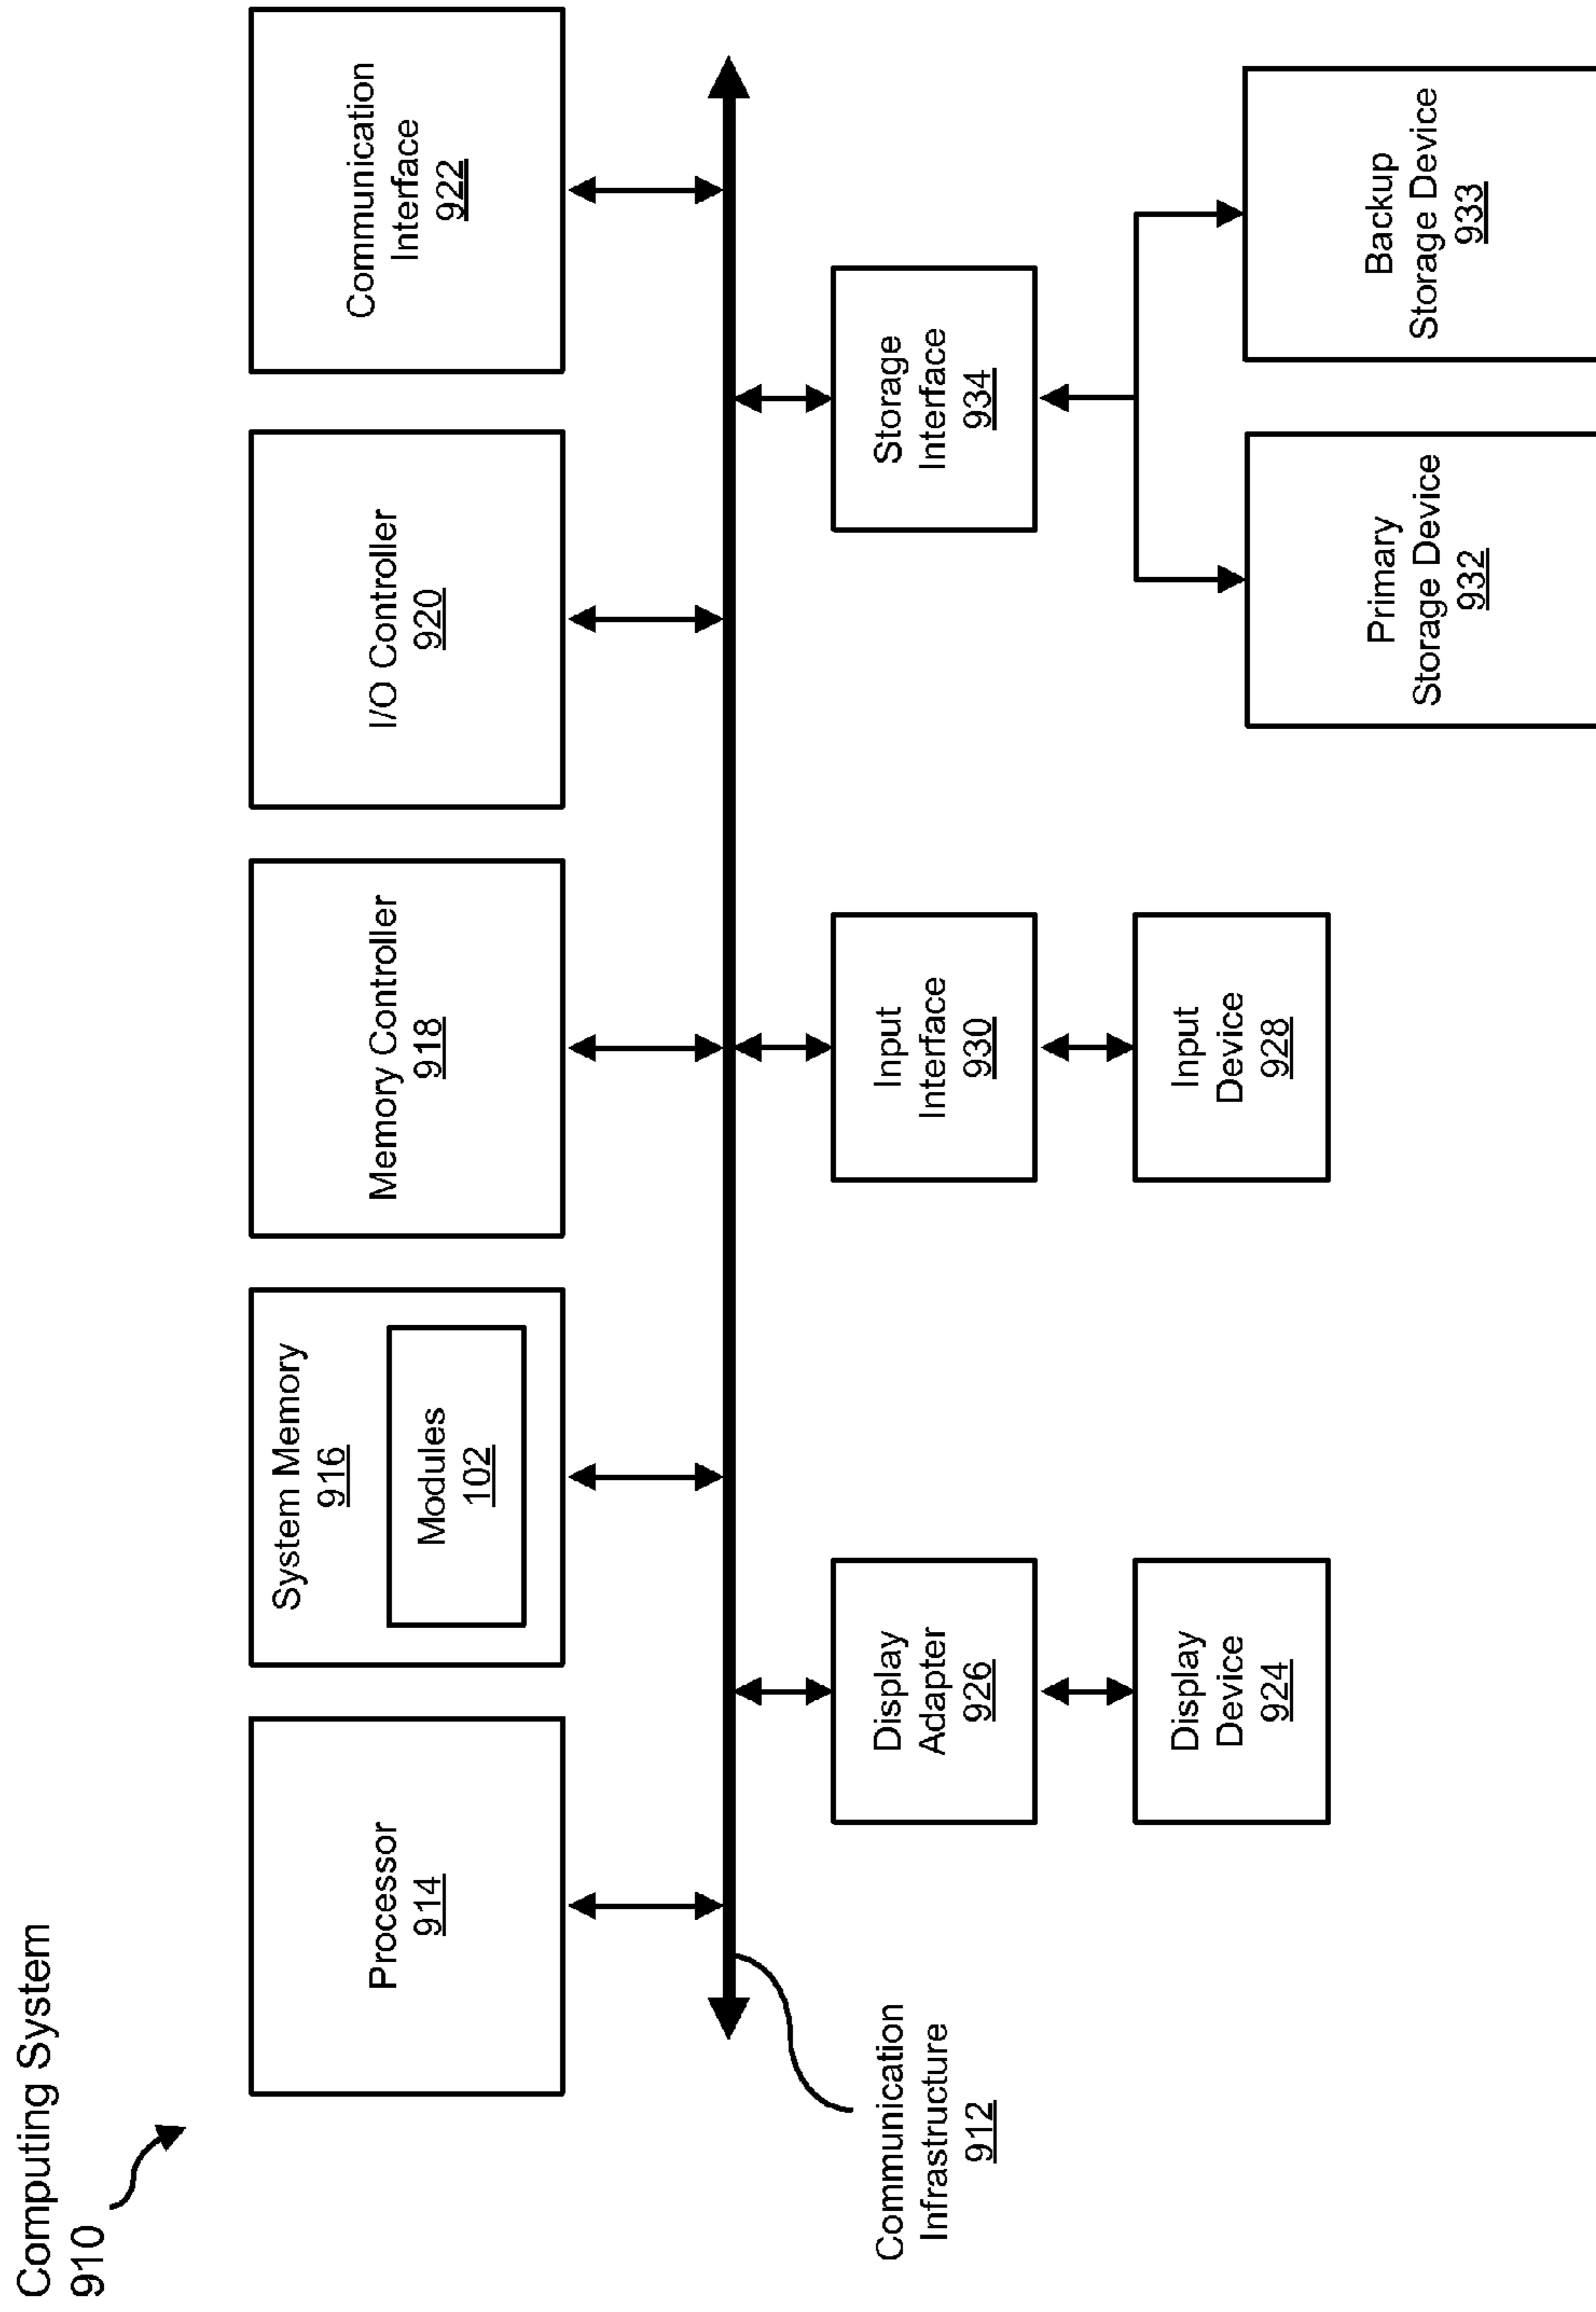 Computing System
910
Processor
914
System Memory
916
Modules
102
Memory Controller
918
I/O Controller
920
Communication
Interface
922
Communication
Infrastructure
912
Display
Adapter
926
Input
Interface
930
Storage
Interface
934
Display
Device
924
Input
Device
928
Primary
Storage Device
932
Backup
Storage Device
933